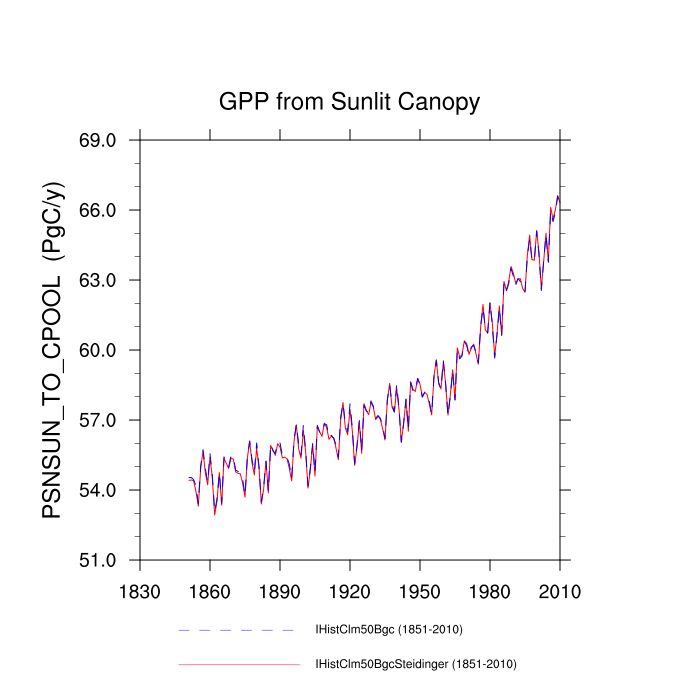 GPP from Sunlit Canopy
PSNSUN_TO_CPOOL (PgC/y)
69.0
66.0
63.0
60.0
57.0
54.0
51.0
1830 1860 1890 1920 1950 1980 2010
IHistClm50Bgc (1851-2010)
IHistClm50BgcSteidinger (1851-2010)